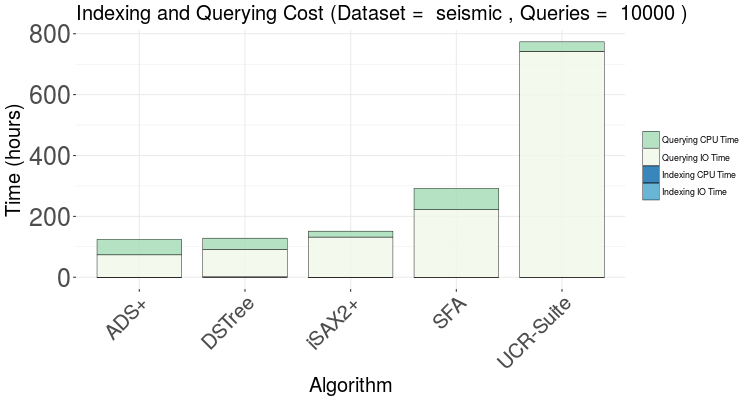 Indexing and Querying Cost (Dataset =  seismic , Queries =  10000 )
Time (hours)
800
600
400
200
0
ADS+
DSTree
iSAX2+
SFA
UCR-Suite
Algorithm
Querying CPU Time
Querying IO Time
Indexing CPU Time
Indexing IO Time